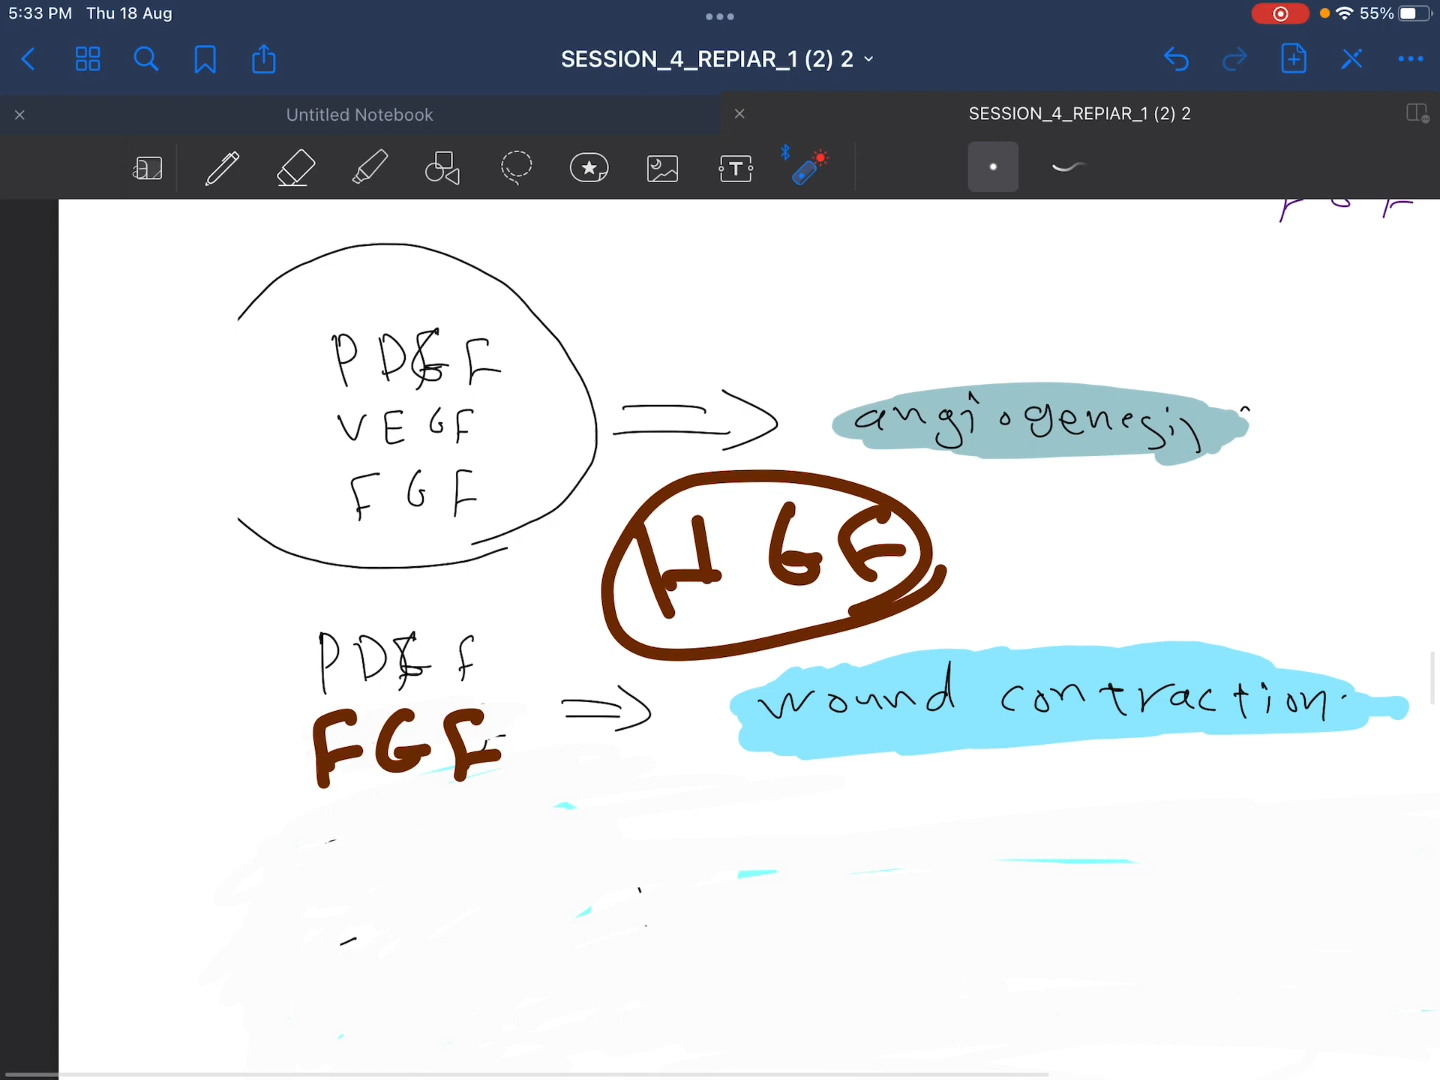 5:33 PM Thu 18 Aug
55%
SESSION_4_REPIAR_1 (2) 2
Untitled Notebook
SESSION_4_REPIAR_1 (2) 2
PDGF
VEGF
FGF
angiogenesis
HGF
PDGF
FGF
wound contraction